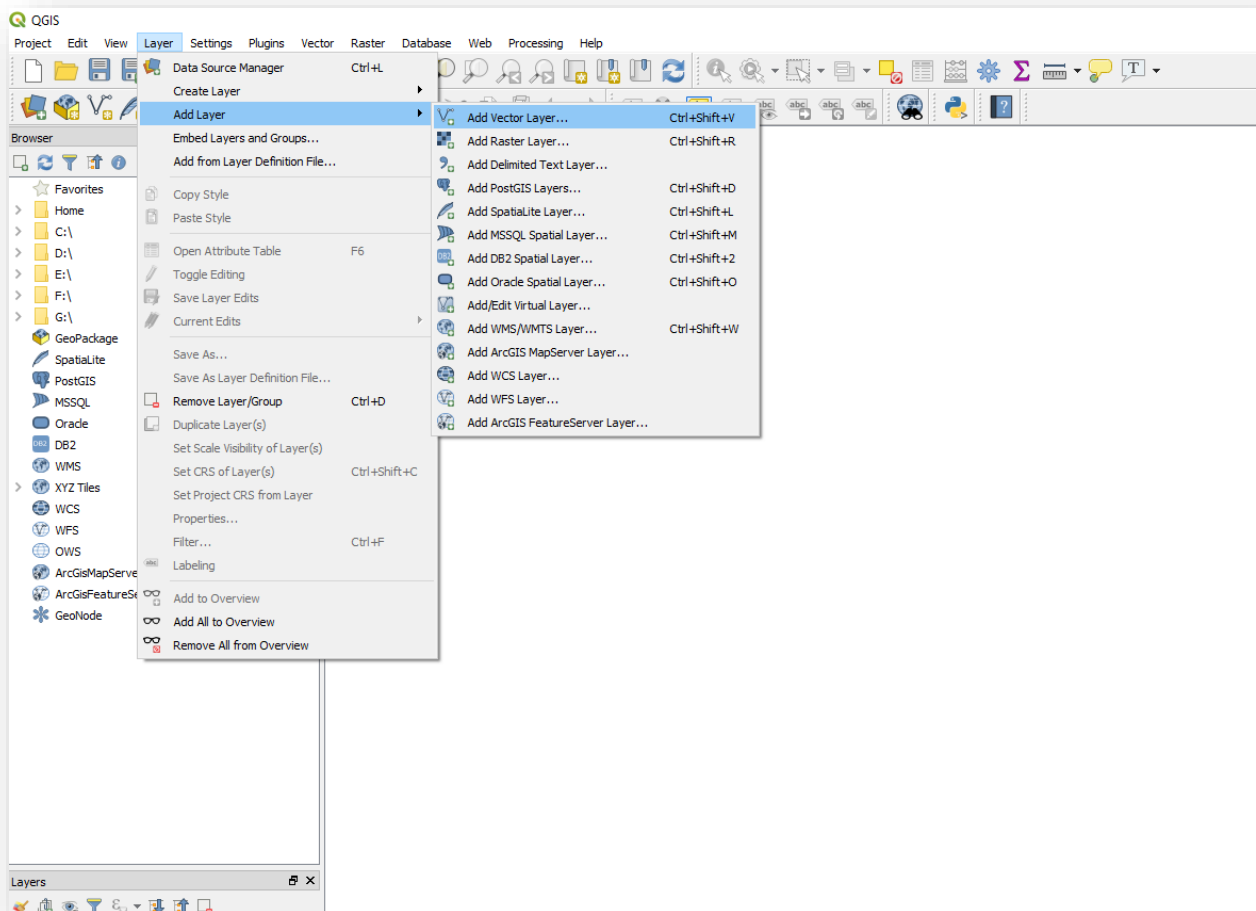 QGIS
Project Edit View Layer Settings Plugins Vector Raster Database Web Processing Help
Data Source Manager Ctrl+L
Create Layer
Add Layer
Embed Layers and Groups...
Add from Layer Definition File...
Copy Style
Paste Style
Open Attribute Table F6
Toggle Editing
Save Layer Edits
Current Edits
Save As...
Save As Layer Definition File...
Remove Layer/Group Ctrl+D
Duplicate Layer(s)
Set Scale Visibility of Layer(s)
Set CRS of Layer(s) Ctrl+Shift+C
Set Project CRS from Layer
Properties...
Filter... Ctrl+F
abc Labeling
Add to Overview
Add All to Overview
Remove All from Overview
Add Vector Layer... Ctrl+Shift+V
Add Raster Layer... Ctrl+Shift+R
Add Delimited Text Layer...
Add PostGIS Layers... Ctrl+Shift+D
Add SpatiaLite Layer... Ctrl+Shift+L
Add MSSQL Spatial Layer... Ctrl+Shift+M
DB2 Add DB2 Spatial Layer... Ctrl+Shift+2
Add Oracle Spatial Layer... Ctrl+Shift+O
Add/Edit Virtual Layer...
Add WMS/WMTS Layer... Ctrl+Shift+W
Add ArcGIS MapServer Layer...
Add WCS Layer...
Add WFS Layer...
Add ArcGIS FeatureServer Layer...
abc abc abc abc
Browser
Favorites
Home
C:\
D:\
E:\
F:\
G:\
GeoPackage
SpatiaLite
PostGIS
MSSQL
Oracle
DB2 DB2
WMS
XYZ Tiles
WCS
WFS
OWS
ArcGisMapServe
ArcGisFeatureSe
GeoNode
Layers